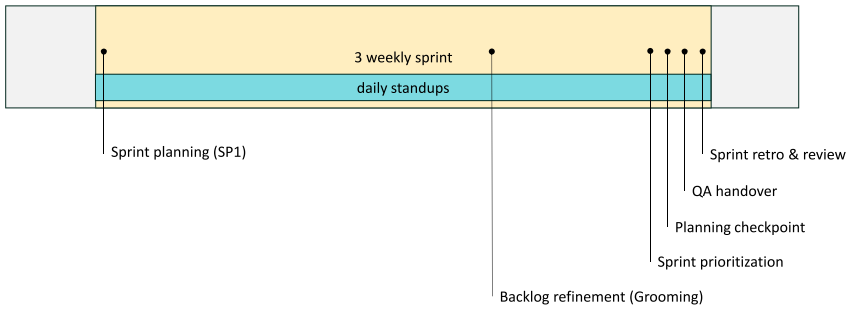 3 weekly sprint
daily standups
Sprint planning (SP1)
Sprint retro & review
QA handover
Planning checkpoint
Sprint prioritization
Backlog refinement (Grooming)